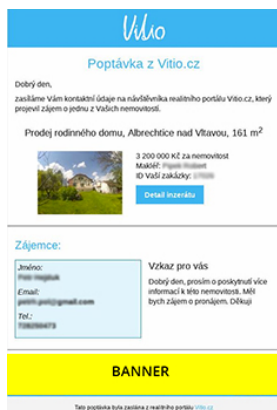 Vitio
Poptávka z Vitio.cz
Dobrý den,
zasíláme Vám kontaktní údaje na návštěvníka realitního portálu Vitio.cz, který
projevil zájem o jednu z Vašich nemovitostí.
Prodej rodinného domu, Albrechtice nad Vltavou, 161 m²
3 200 000 Kč za nemovitost
Makléř:
ID Vaší zakázky:
Detail inzerátu
Zájemce:
Jméno:
Email:
Tel.:
Vzkaz pro vás
Dobrý den, prosím o poskytnutí více
informací k této nemovitosti. Měl
bych zájem o pronájem. Děkuji
BANNER
Tato poptávka byla zaslána z realitního portálu Vitio.cz